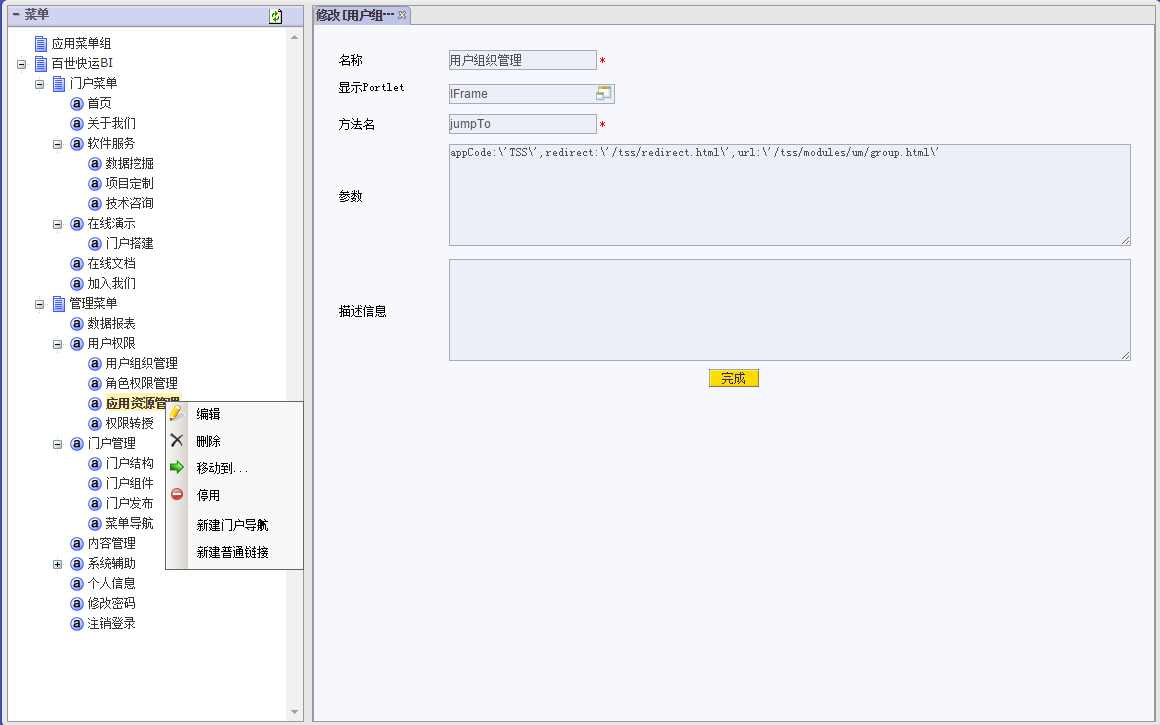 菜单
应用菜单组
百世快运BI
门户菜单
首页
关于我们
软件服务
数据挖掘
项目定制
技术咨询
在线演示
门户搭建
在线文档
加入我们
管理菜单
数据报表
用户权限
用户组织管理
角色权限管理
应用资源管理
权限转授
门户管理
门户结构
门户组件
门户发布
菜单导航
内容管理
系统辅助
个人信息
修改密码
注销登录
编辑
删除
移动到...
停用
新建门户导航
新建普通链接
修改[用户组…
名称
用户组织管理 *
显示Portlet
IFrame
方法名
jumpTo *
参数
appCode:\'TSS\',redirect:\'/tss/redirect.html\',url:\'/tss/modules/um/group.html\'
描述信息
完成